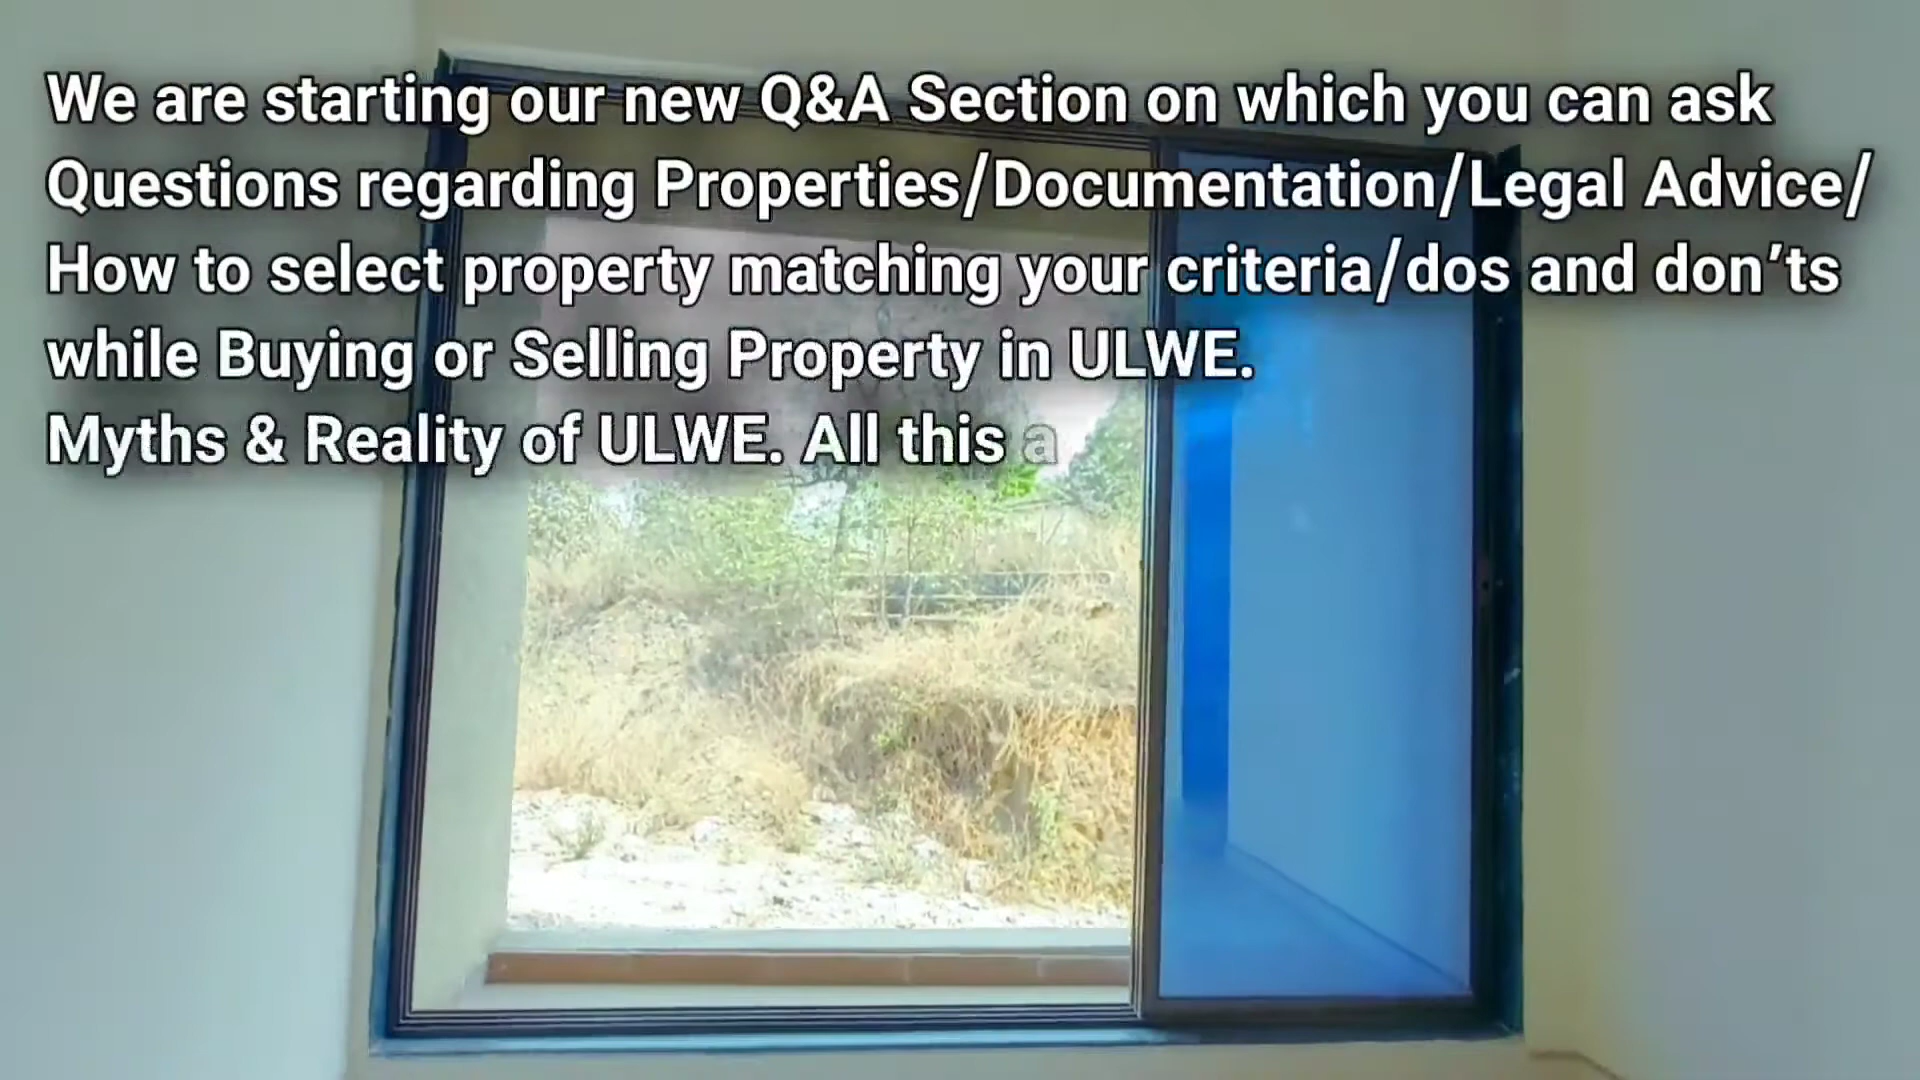 We are starting our new Q&A Section on which you can ask
Questions regarding Properties/Documentation/Legal Advice/
How to select property matching your criteria/dos and don’ts
while Buying or Selling Property in ULWE.
Myths & Reality of ULWE. All this a